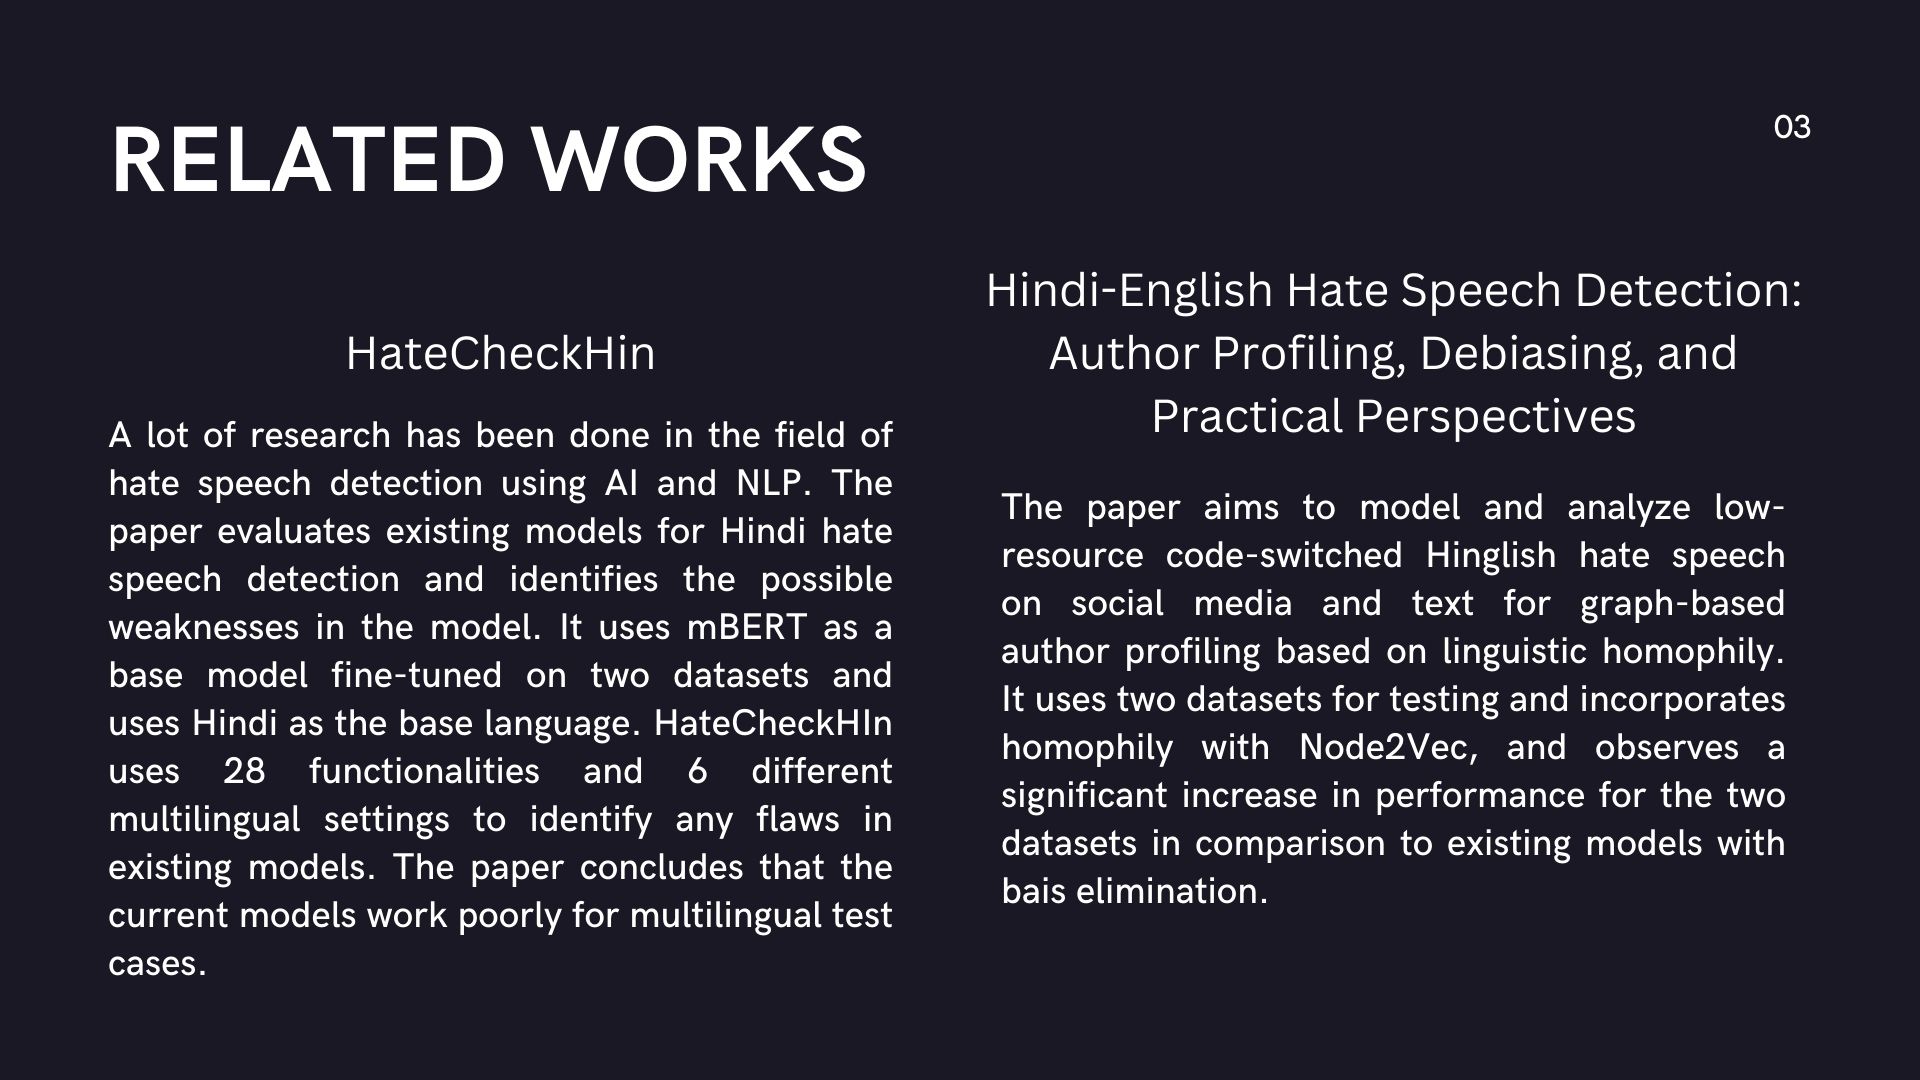 RELATED WORKS
03
HateCheckHin
A lot of research has been done in the field of
hate speech detection using AI and NLP. The
paper evaluates existing models for Hindi hate
speech detection and identifies the possible
weaknesses in the model. It uses mBERT as a
base model fine-tuned on two datasets and
uses Hindi as the base language. HateCheckHIn
uses 28 functionalities and 6 different
multilingual settings to identify any flaws in
existing models. The paper concludes that the
current models work poorly for multilingual test
cases.
Hindi-English Hate Speech Detection:
Author Profiling, Debiasing, and
Practical Perspectives
The paper aims to model and analyze low-
resource code-switched Hinglish hate speech
on social media and text for graph-based
author profiling based on linguistic homophily.
It uses two datasets for testing and incorporates
homophily with Node2Vec, and observes a
significant increase in performance for the two
datasets in comparison to existing models with
bais elimination.